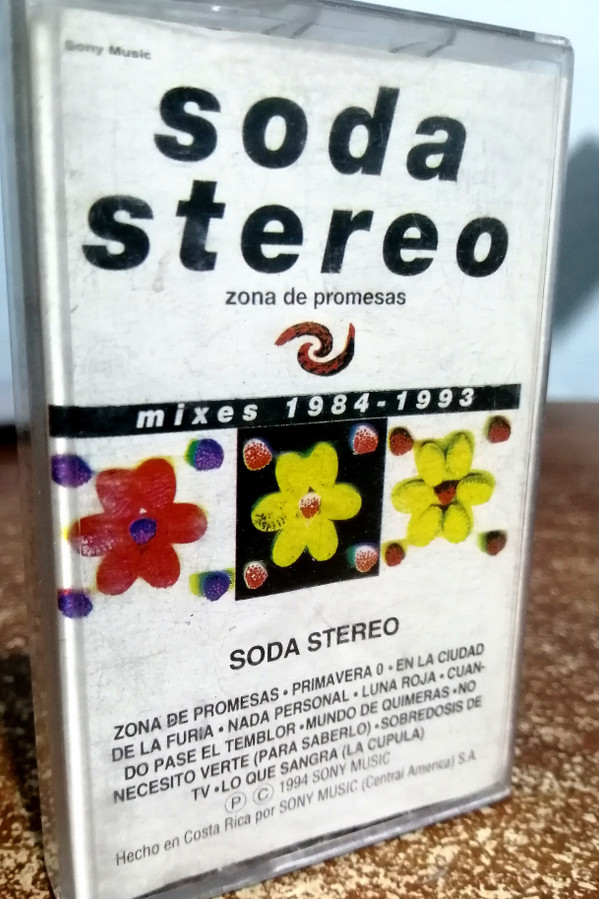 Sony Music
soda
stereo
zona de promesas
mixes 1984-1993
SODA STEREO
ZONA DE PROMESAS • PRIMAVERA 0 • EN LA CIUDAD
DE LA FURIA • NADA PERSONAL • LUNA ROJA • CUAN-
DO PASE EL TEMBLOR • MUNDO DE QUIMERAS • NO
NECESITO VERTE (PARA SABERLO) • SOBREDOSIS DE
TV • LO QUE SANGRA (LA CUPULA)
Ⓟ © 1994 SONY MUSIC
Hecho en Costa Rica por SONY MUSIC (Central America) S.A.